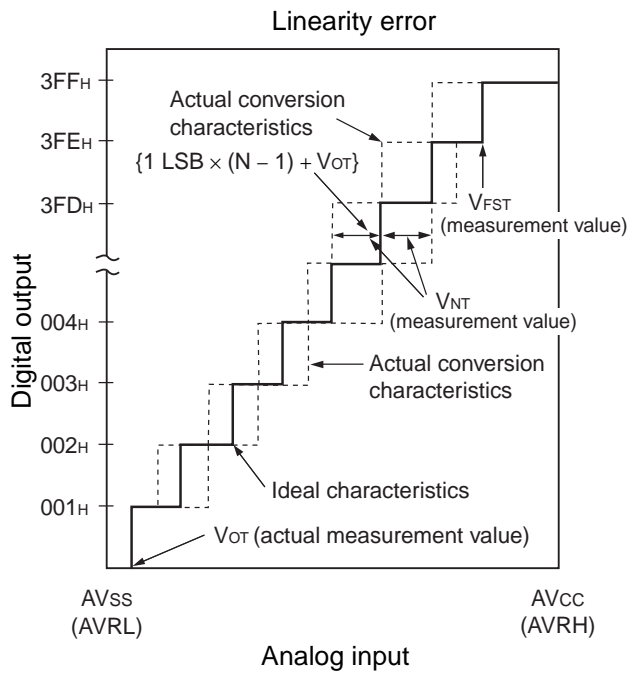 Linearity error
3FFH
3FEH
3FDH
004H
003H
002H
001H
Digital output
Actual conversion
characteristics
{1 LSB × (N – 1) + VOT}
VFST
(measurement value)
VNT
(measurement value)
Actual conversion
characteristics
Ideal characteristics
VOT (actual measurement value)
AVSS
(AVRL)
AVCC
(AVRH)
Analog input